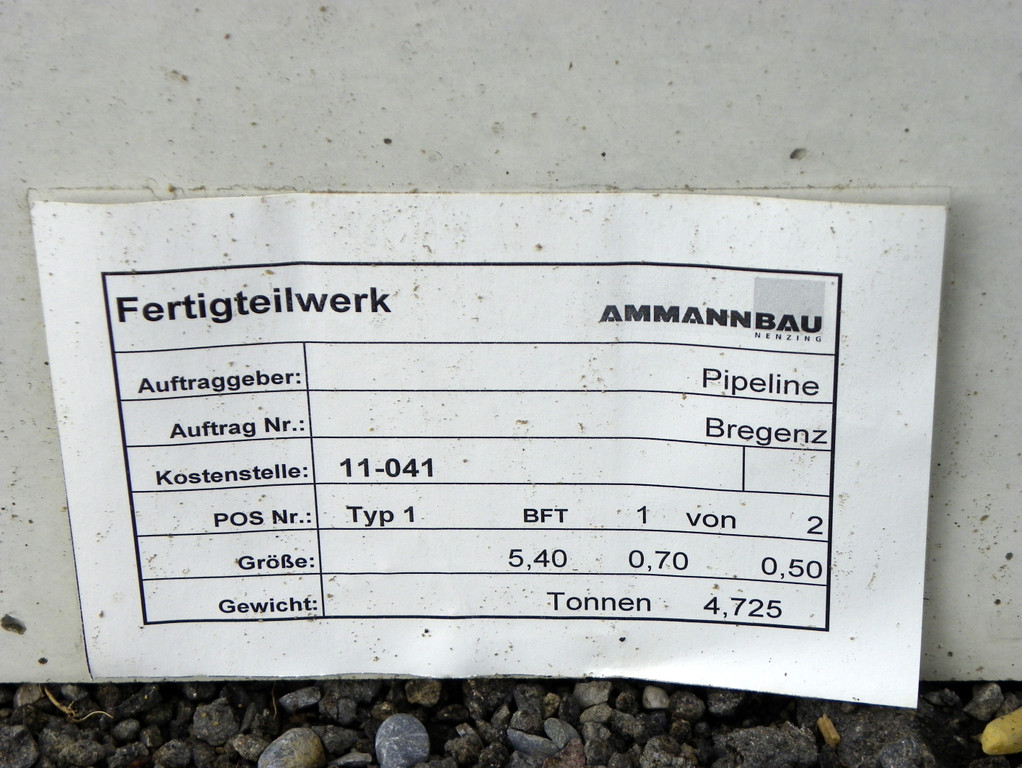 Fertigteilwerk
AMMANNBAU
NENZING
Auftraggeber: Pipeline
Auftrag Nr.: Bregenz
Kostenstelle: 11-041
POS Nr.: Typ 1 BFT 1 von 2
Größe: 5,40 0,70 0,50
Gewicht: Tonnen 4,725